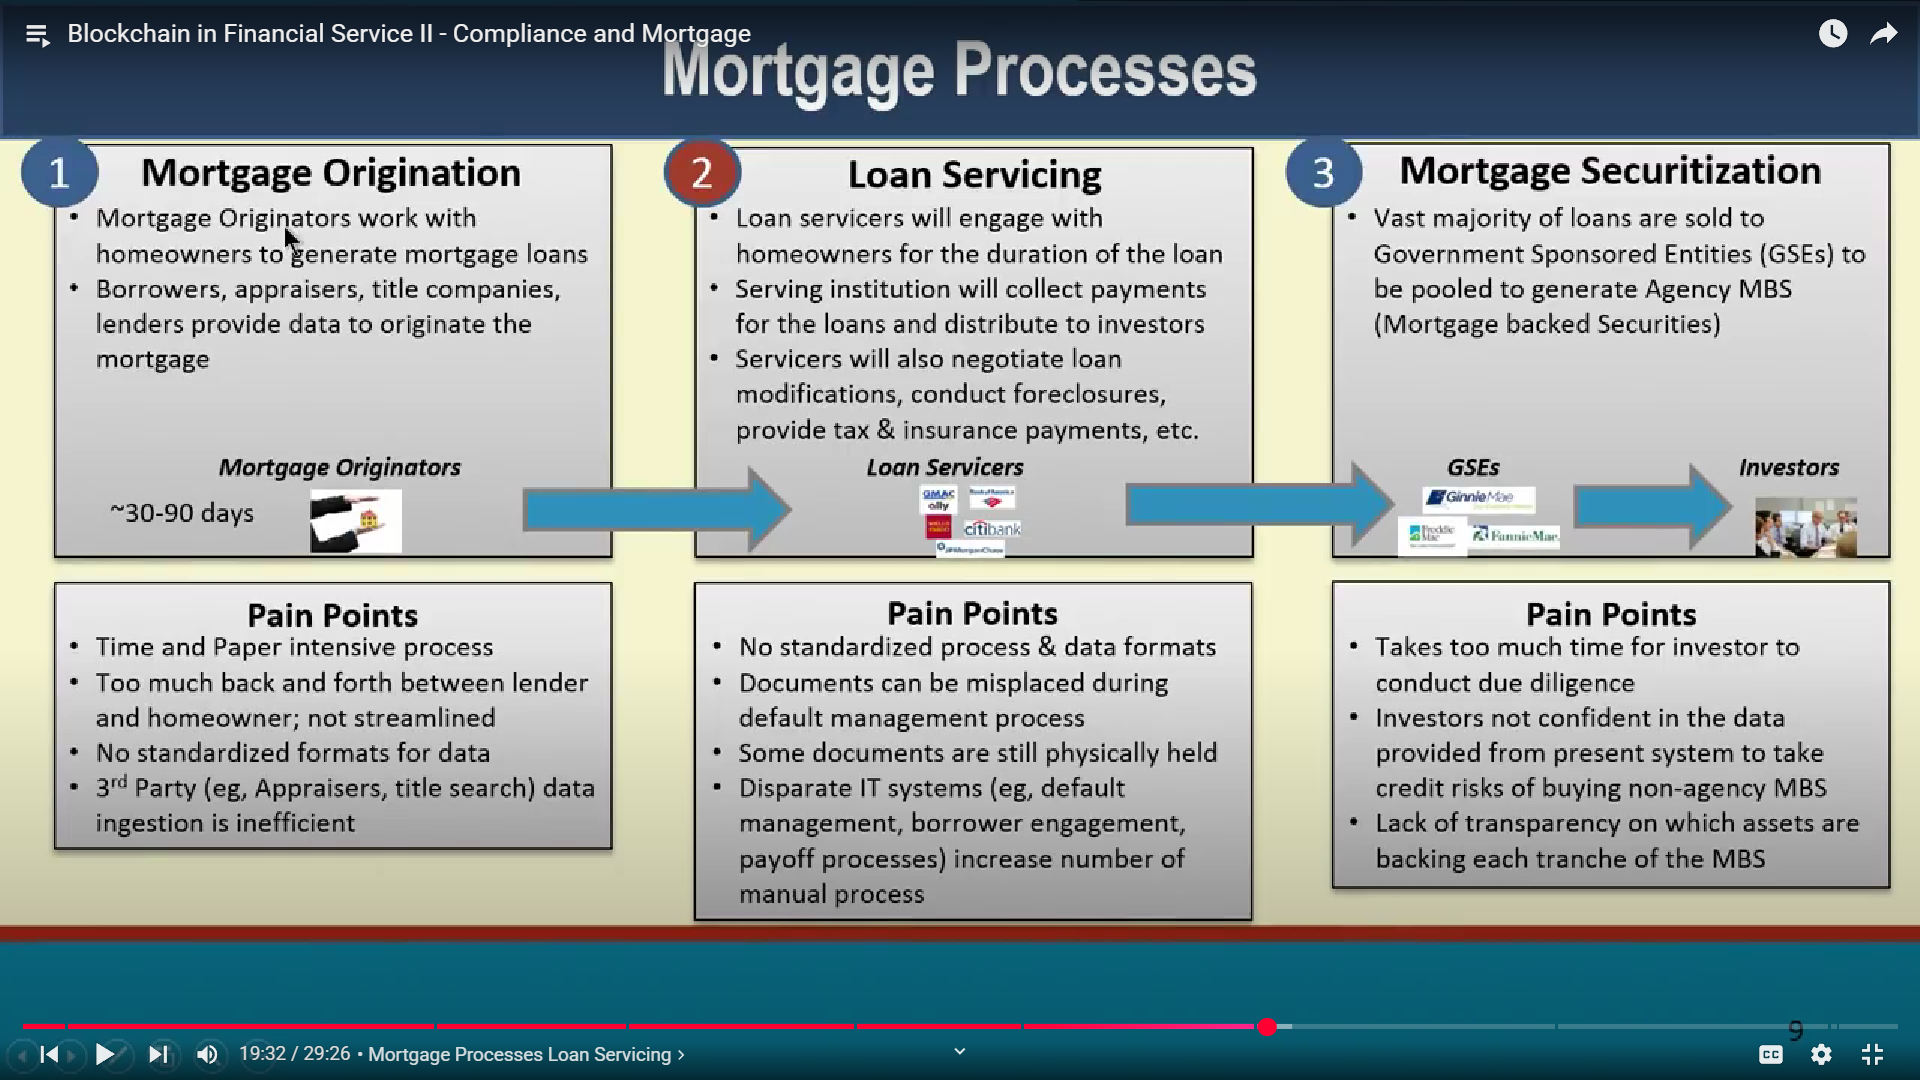 Blockchain in Financial Service II - Compliance and Mortgage
Mortgage Processes
1
Mortgage Origination
• Mortgage Originators work with
homeowners to generate mortgage loans
• Borrowers, appraisers, title companies,
lenders provide data to originate the
mortgage
Mortgage Originators
~30-90 days
2
Loan Servicing
• Loan servicers will engage with
homeowners for the duration of the loan
• Serving institution will collect payments
for the loans and distribute to investors
• Servicers will also negotiate loan
modifications, conduct foreclosures,
provide tax & insurance payments, etc.
Loan Servicers
GMAC
ally
Bank of America
WELLS
FARGO
citibank
JPMorganChase
3
Mortgage Securitization
• Vast majority of loans are sold to
Government Sponsored Entities (GSEs) to
be pooled to generate Agency MBS
(Mortgage backed Securities)
GSEs
Investors
Ginnie Mae
Freddie
Mac
FannieMae
Pain Points
• Time and Paper intensive process
• Too much back and forth between lender
and homeowner; not streamlined
• No standardized formats for data
• 3rd Party (eg, Appraisers, title search) data
ingestion is inefficient
Pain Points
• No standardized process & data formats
• Documents can be misplaced during
default management process
• Some documents are still physically held
• Disparate IT systems (eg, default
management, borrower engagement,
payoff processes) increase number of
manual process
Pain Points
• Takes too much time for investor to
conduct due diligence
• Investors not confident in the data
provided from present system to take
credit risks of buying non-agency MBS
• Lack of transparency on which assets are
backing each tranche of the MBS
9
19:32 / 29:26 • Mortgage Processes Loan Servicing ›
CC